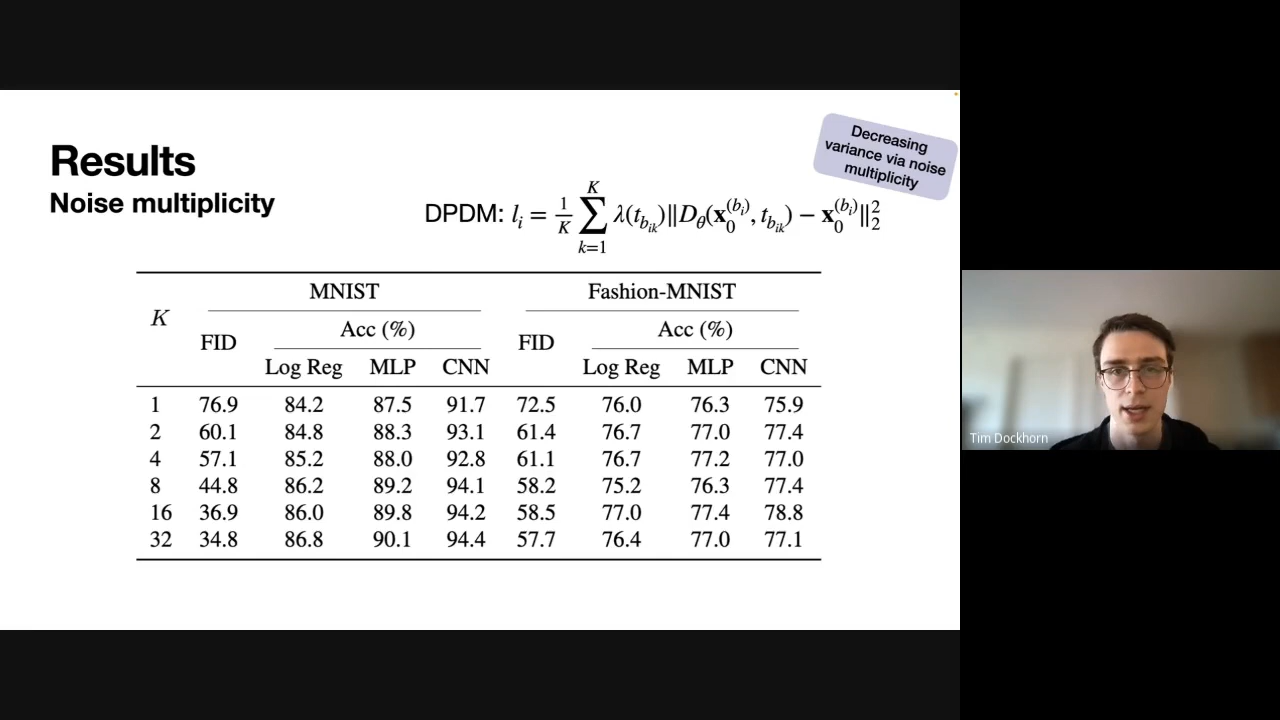 Results
Noise multiplicity
Decreasing
variance via noise
multiplicity
DPDM: l_i = \frac{1}{K} \sum_{k=1}^{K} λ(t_{b_{ik}})‖D_θ(𝐱_0^{(b_i)}, t_{b_{ik}}) − 𝐱_0^{(b_i)}‖_2^2
K MNIST Fashion-MNIST
FID Acc (%) FID Acc (%)
Log Reg MLP CNN Log Reg MLP CNN
1 76.9 84.2 87.5 91.7 72.5 76.0 76.3 75.9
2 60.1 84.8 88.3 93.1 61.4 76.7 77.0 77.4
4 57.1 85.2 88.0 92.8 61.1 76.7 77.2 77.0
8 44.8 86.2 89.2 94.1 58.2 75.2 76.3 77.4
16 36.9 86.0 89.8 94.2 58.5 77.0 77.4 78.8
32 34.8 86.8 90.1 94.4 57.7 76.4 77.0 77.1
Tim Dockhorn